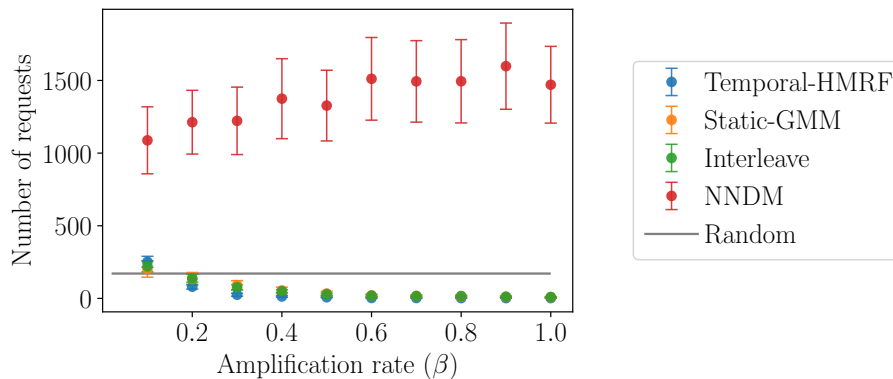 Number of requests
1500
1000
500
0
0.2 0.4 0.6 0.8 1.0
Amplification rate (β)
Temporal-HMRF
Static-GMM
Interleave
NNDM
Random